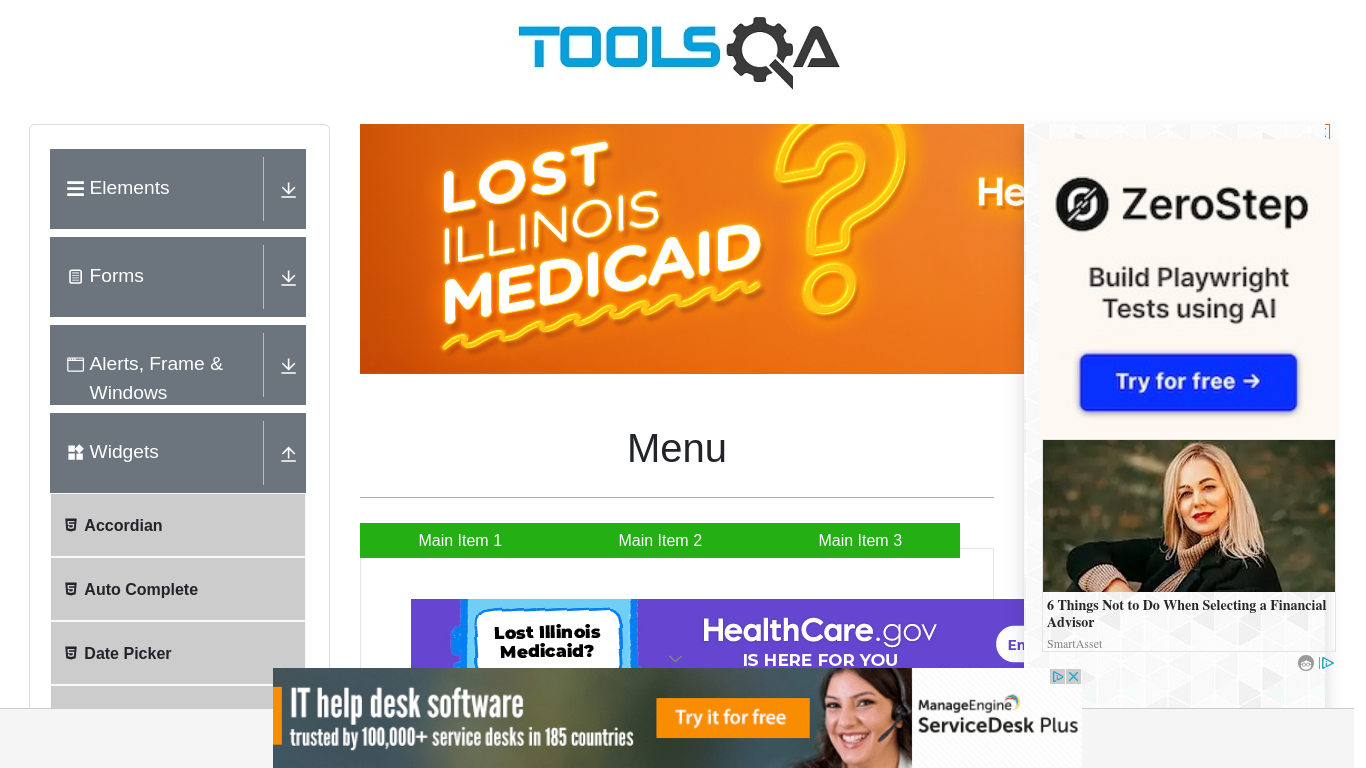 TOOLSQA
Elements
Forms
Alerts, Frame &
Windows
Widgets
Accordian
Auto Complete
Date Picker
LOST
ILLINOIS
MEDICAID
?
He
Menu
Main Item 1
Main Item 2
Main Item 3
Lost Illinois
Medicaid?
HealthCare.gov
IS HERE FOR YOU
En
ZeroStep
Build Playwright
Tests using AI
Try for free →
6 Things Not to Do When Selecting a Financial
Advisor
SmartAsset
IT help desk software
trusted by 100,000+ service desks in 185 countries
Try it for free
ManageEngine
ServiceDesk Plus